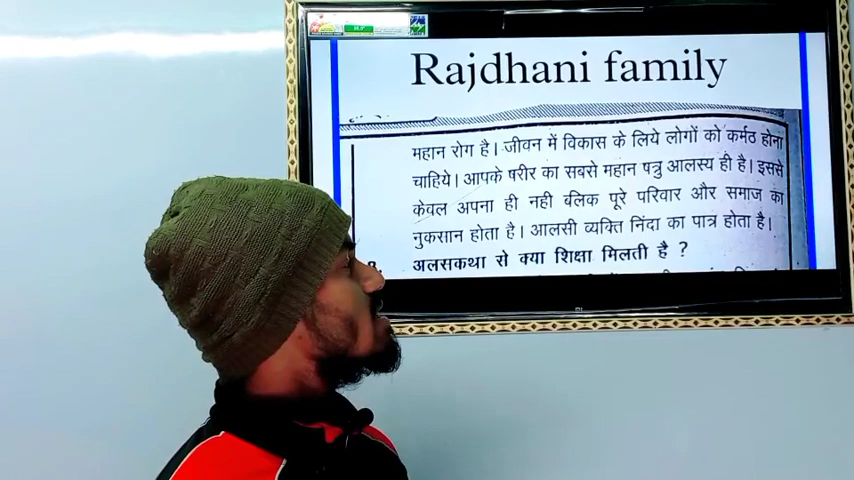 Rajdhani family
महान रोग है। जीवन में विकास के लिये लोगों को कर्मठ होना
चाहिये। आपके षरीर का सबसे महान षत्रु आलस्य ही है। इससे
केवल अपना ही नही बल्कि पूरे परिवार और समाज का
नुकसान होता है। आलसी व्यक्ति निंदा का पात्र होता है।
8. अलसकथा से क्या शिक्षा मिलती है ?